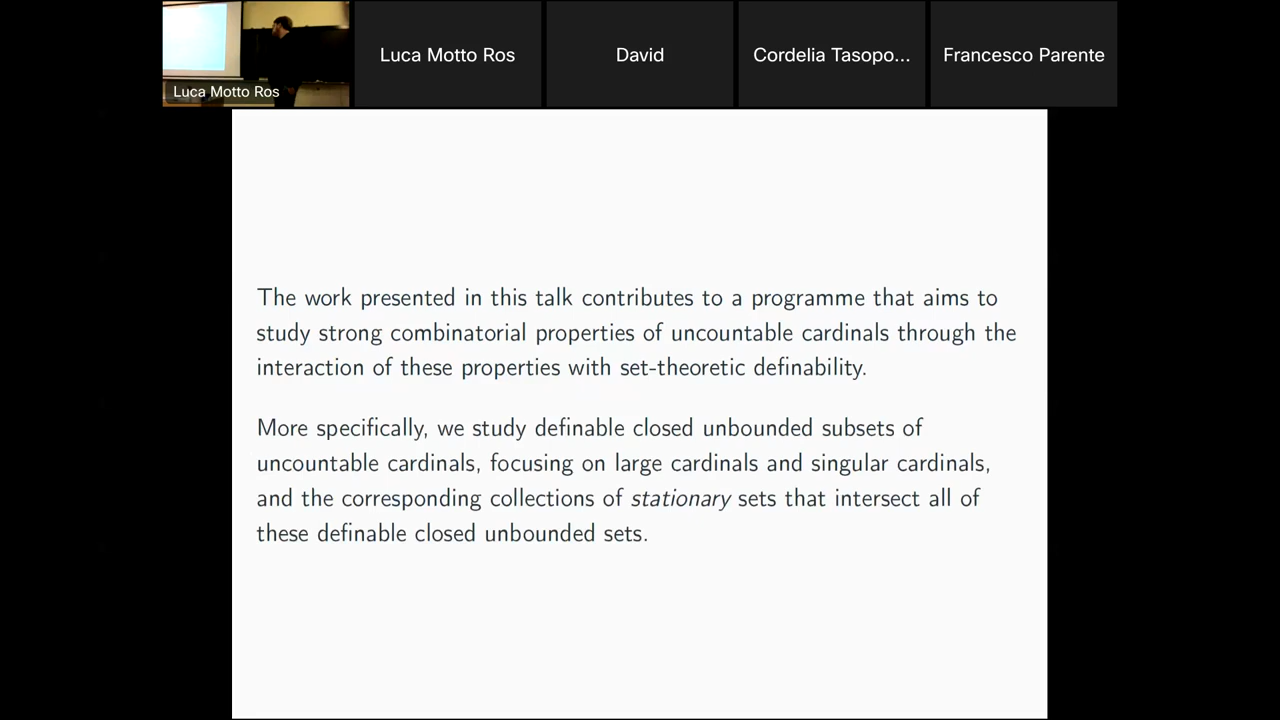 Luca Motto Ros
Luca Motto Ros
David
Cordelia Tasopo...
Francesco Parente
The work presented in this talk contributes to a programme that aims to
study strong combinatorial properties of uncountable cardinals through the
interaction of these properties with set-theoretic definability.
More specifically, we study definable closed unbounded subsets of
uncountable cardinals, focusing on large cardinals and singular cardinals,
and the corresponding collections of stationary sets that intersect all of
these definable closed unbounded sets.